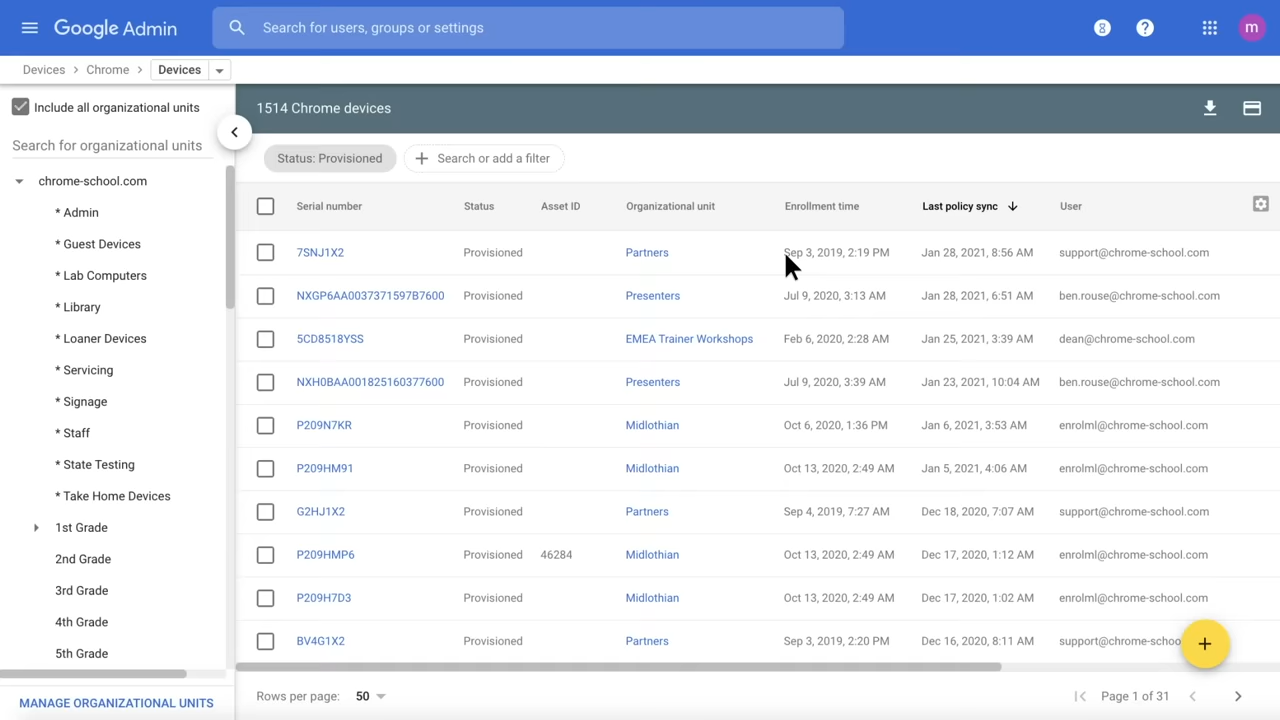 Google Admin
Search for users, groups or settings
m
Devices > Chrome > Devices
Include all organizational units
Search for organizational units
chrome-school.com
* Admin
* Guest Devices
* Lab Computers
* Library
* Loaner Devices
* Servicing
* Signage
* Staff
* State Testing
* Take Home Devices
1st Grade
2nd Grade
3rd Grade
4th Grade
5th Grade
MANAGE ORGANIZATIONAL UNITS
1514 Chrome devices
Status: Provisioned
Search or add a filter
Serial number Status Asset ID Organizational unit Enrollment time Last policy sync User
7SNJ1X2 Provisioned Partners Sep 3, 2019, 2:19 PM Jan 28, 2021, 8:56 AM support@chrome-school.com
NXGP6AA0037371597B7600 Provisioned Presenters Jul 9, 2020, 3:13 AM Jan 28, 2021, 6:51 AM ben.rouse@chrome-school.com
5CD8518YSS Provisioned EMEA Trainer Workshops Feb 6, 2020, 2:28 AM Jan 25, 2021, 3:39 AM dean@chrome-school.com
NXH0BAA001825160377600 Provisioned Presenters Jul 9, 2020, 3:39 AM Jan 23, 2021, 10:04 AM ben.rouse@chrome-school.com
P209N7KR Provisioned Midlothian Oct 6, 2020, 1:36 PM Jan 6, 2021, 3:53 AM enrolml@chrome-school.com
P209HM91 Provisioned Midlothian Oct 13, 2020, 2:49 AM Jan 5, 2021, 4:06 AM enrolml@chrome-school.com
G2HJ1X2 Provisioned Partners Sep 4, 2019, 7:27 AM Dec 18, 2020, 7:07 AM support@chrome-school.com
P209HMP6 Provisioned 46284 Midlothian Oct 13, 2020, 2:49 AM Dec 17, 2020, 1:12 AM enrolml@chrome-school.com
P209H7D3 Provisioned Midlothian Oct 13, 2020, 2:49 AM Dec 17, 2020, 1:02 AM enrolml@chrome-school.com
BV4G1X2 Provisioned Partners Sep 3, 2019, 2:20 PM Dec 16, 2020, 8:11 AM support@chrome-schoo
Rows per page: 50
Page 1 of 31